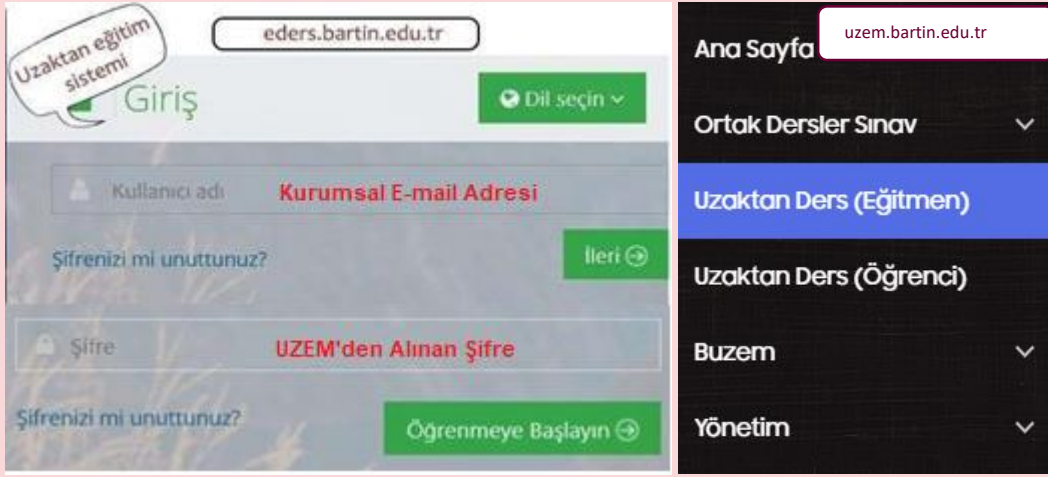 Uzaktan eğitim
sistemi
eders.bartin.edu.tr
Giriş
Dil seçin
Kullanıcı adı
Kurumsal E-mail Adresi
Şifrenizi mi unuttunuz?
İleri
Şifre
UZEM'den Alınan Şifre
Şifrenizi mi unuttunuz?
Öğrenmeye Başlayın
uzem.bartin.edu.tr
Ana Sayfa
Ortak Dersler Sınav
Uzaktan Ders (Eğitmen)
Uzaktan Ders (Öğrenci)
Buzem
Yönetim